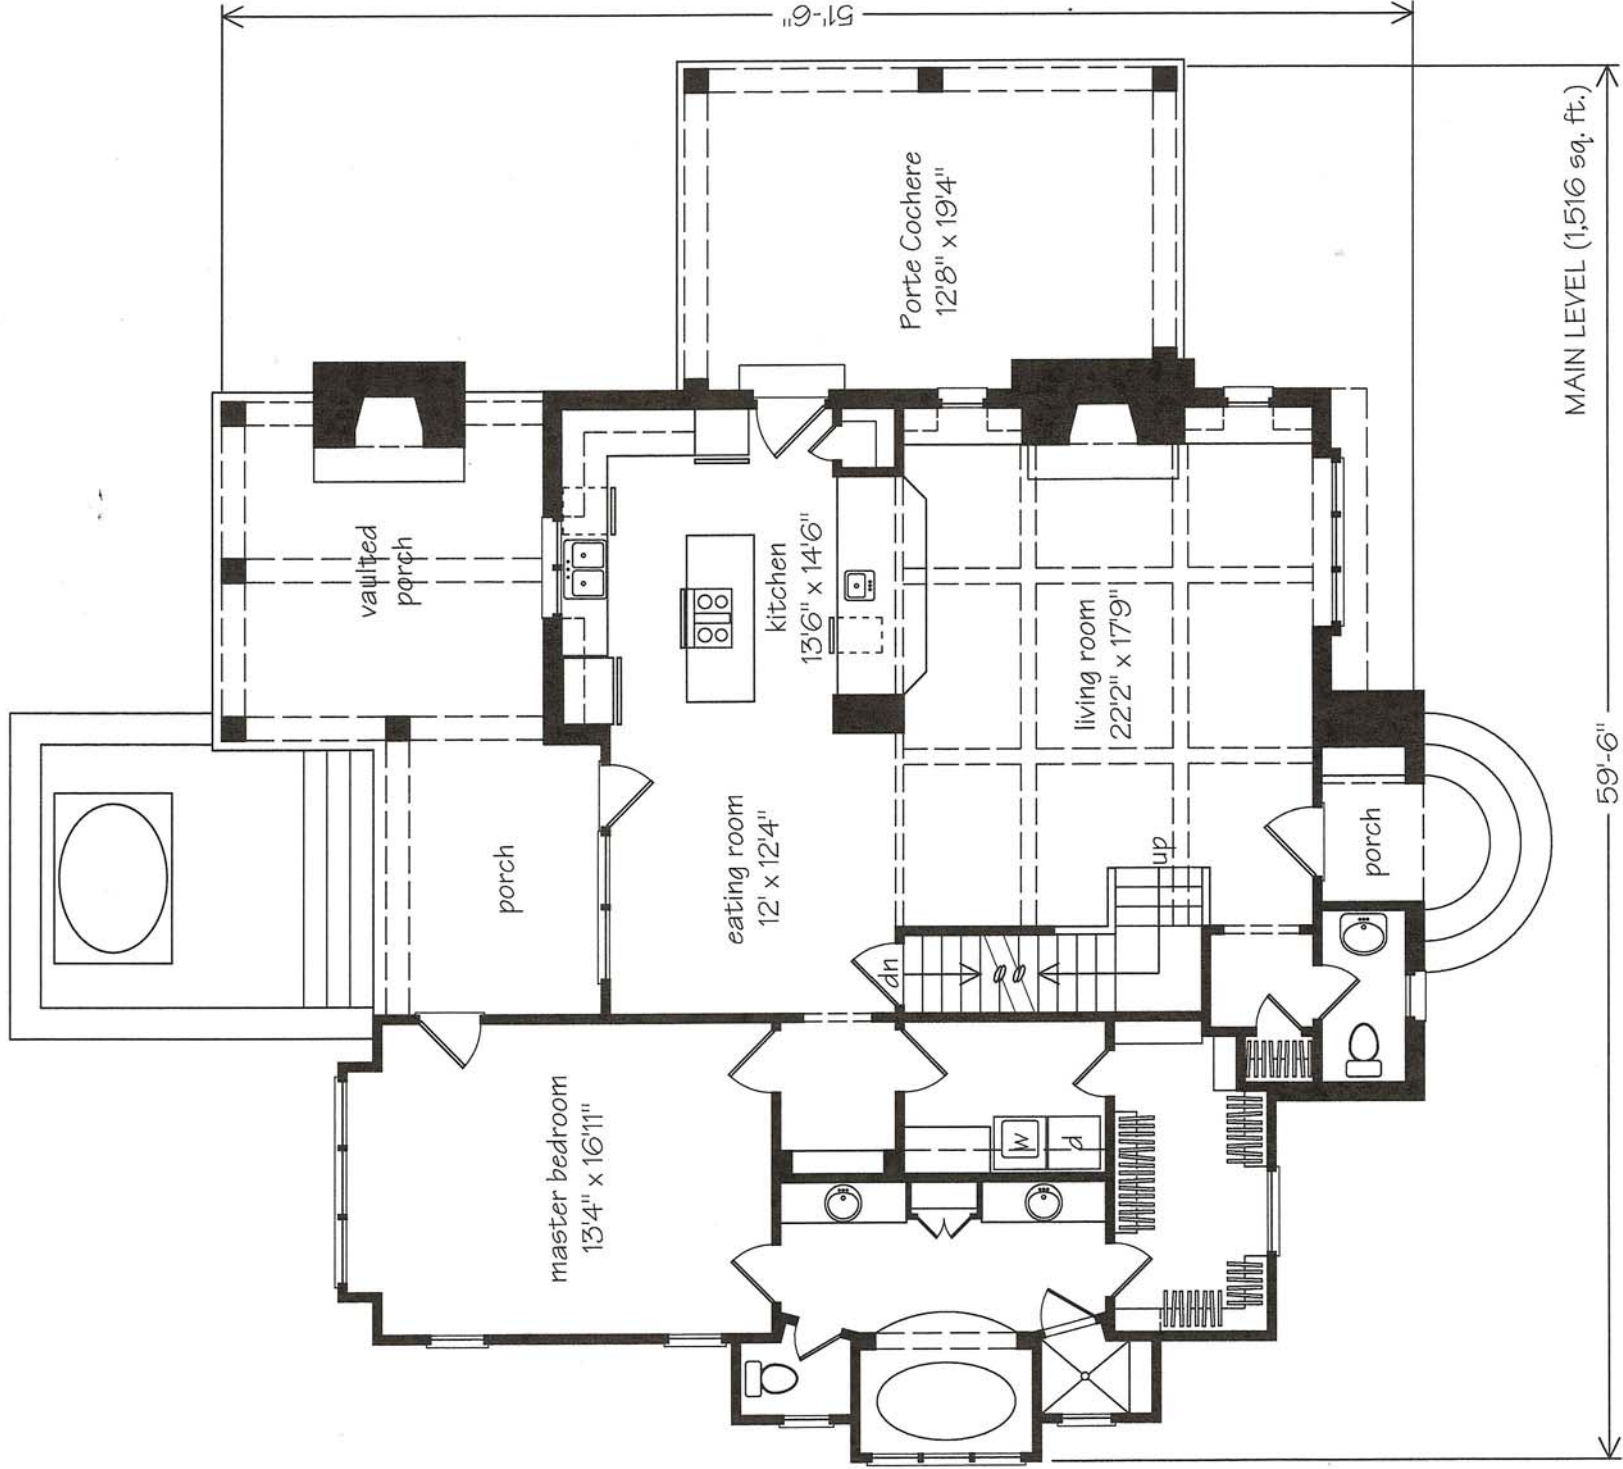 51'-6"
Porte Cochere
12'8" x 19'4"
MAIN LEVEL (1,516 sq. ft.)
vaulted
porch
kitchen
13'6" x 14'6"
living room
22'2" x 17'9"
59'-6"
porch
eating room
12' x 12'4"
up
porch
dn
master bedroom
13'4" x 16'11"
w
d